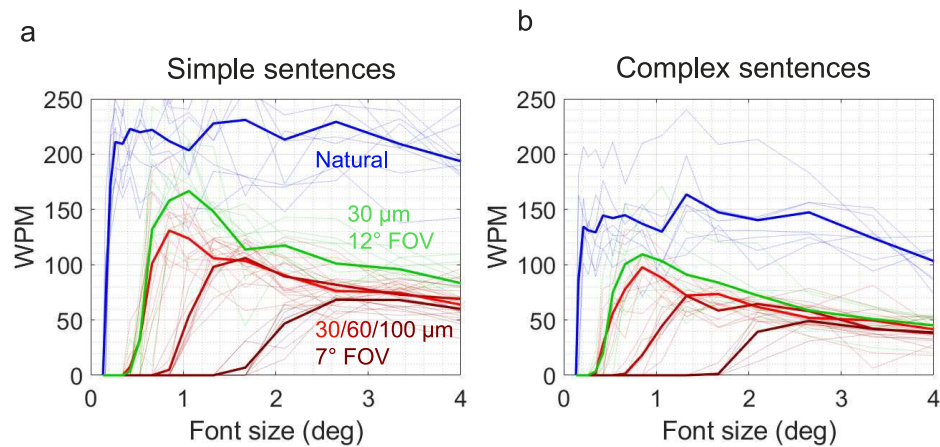 a
Simple sentences
250
200
150
100
50
0
WPM
Natural
30 µm
12° FOV
30/60/100 µm
7° FOV
0 1 2 3 4
Font size (deg)
b
Complex sentences
250
200
150
100
50
0
WPM
0 1 2 3 4
Font size (deg)